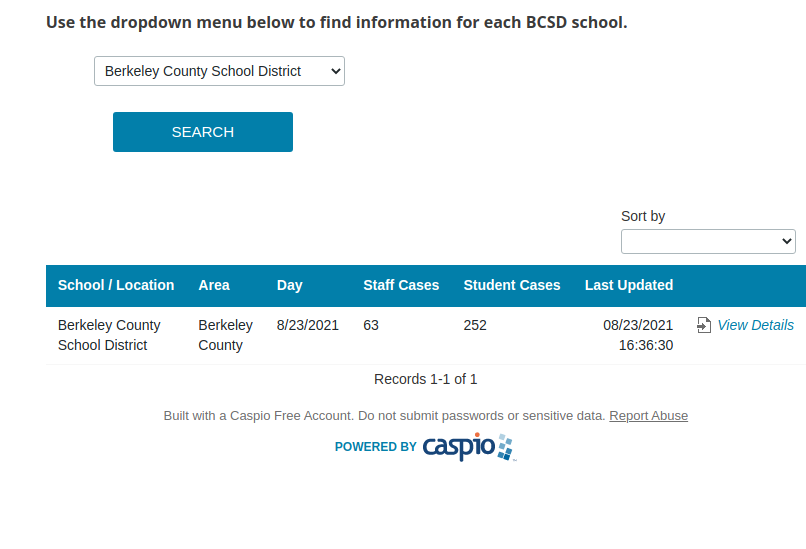 Use the dropdown menu below to find information for each BCSD school.
Berkeley County School District
SEARCH
Sort by
School / Location Area Day Staff Cases Student Cases Last Updated
Berkeley County Berkeley 8/23/2021 63 252 08/23/2021 View Details
School District County 16:36:30
Records 1-1 of 1
Built with a Caspio Free Account. Do not submit passwords or sensitive data. Report Abuse
POWERED BY caspio